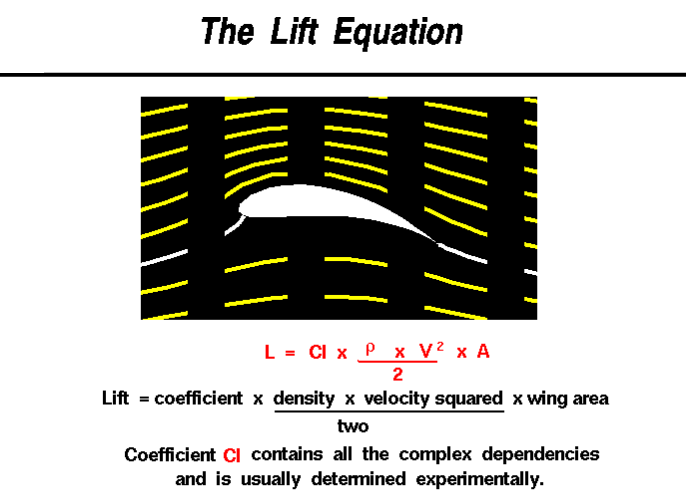 The Lift Equation
L = Cl x ρ x V² x A
2
Lift = coefficient x density x velocity squared x wing area
two
Coefficient Cl contains all the complex dependencies
and is usually determined experimentally.